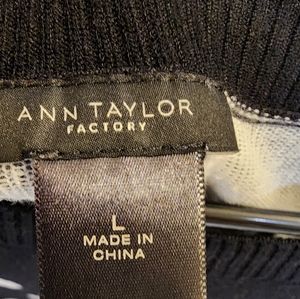 ANN TAYLOR
FACTORY
L
MADE IN
CHINA